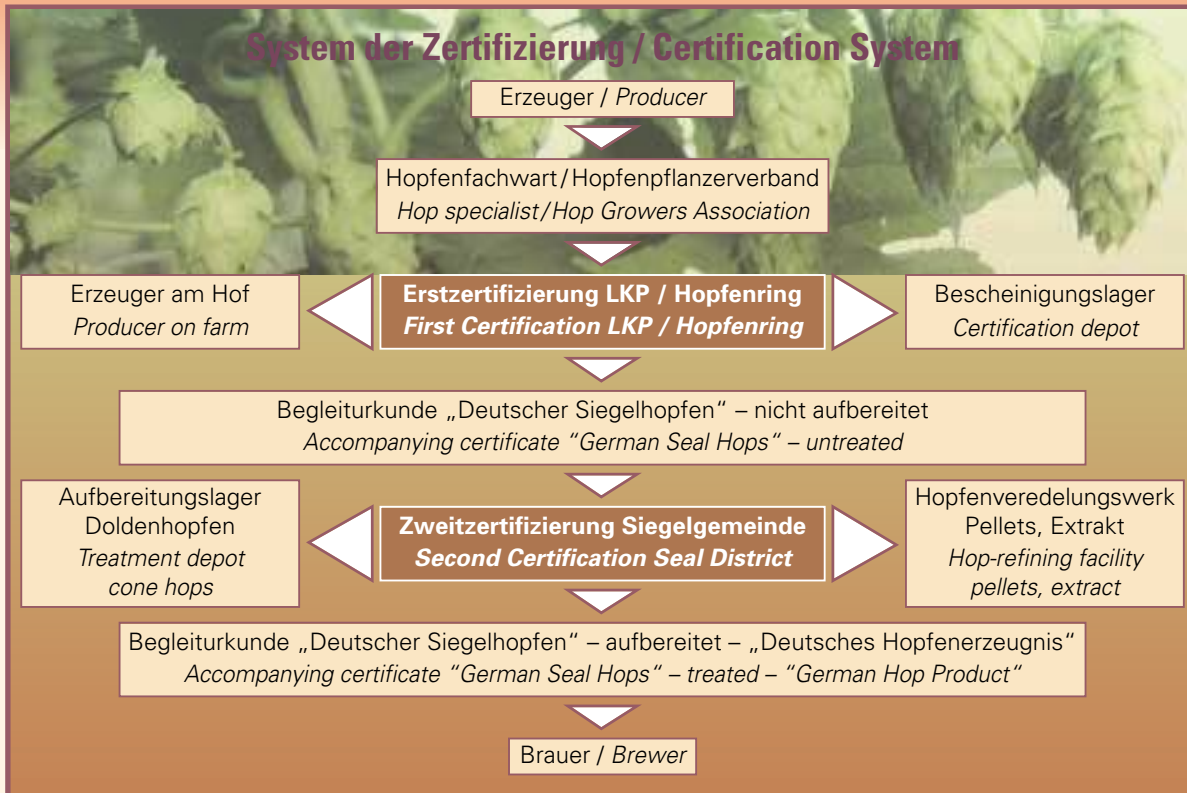 System der Zertifizierung / Certification System
Erzeuger / Producer
Hopfenfachwart/Hopfenpflanzerverband
Hop specialist/Hop Growers Association
Erzeuger am Hof
Producer on farm
Erstzertifizierung LKP / Hopfenring
First Certification LKP / Hopfenring
Bescheinigungslager
Certification depot
Begleiturkunde „Deutscher Siegelhopfen“ – nicht aufbereitet
Accompanying certificate “German Seal Hops” – untreated
Aufbereitungslager
Doldenhopfen
Treatment depot
cone hops
Zweitzertifizierung Siegelgemeinde
Second Certification Seal District
Hopfenveredelungswerk
Pellets, Extrakt
Hop-refining facility
pellets, extract
Begleiturkunde „Deutscher Siegelhopfen“ – aufbereitet – „Deutsches Hopfenerzeugnis“
Accompanying certificate “German Seal Hops” – treated – “German Hop Product“
Brauer / Brewer